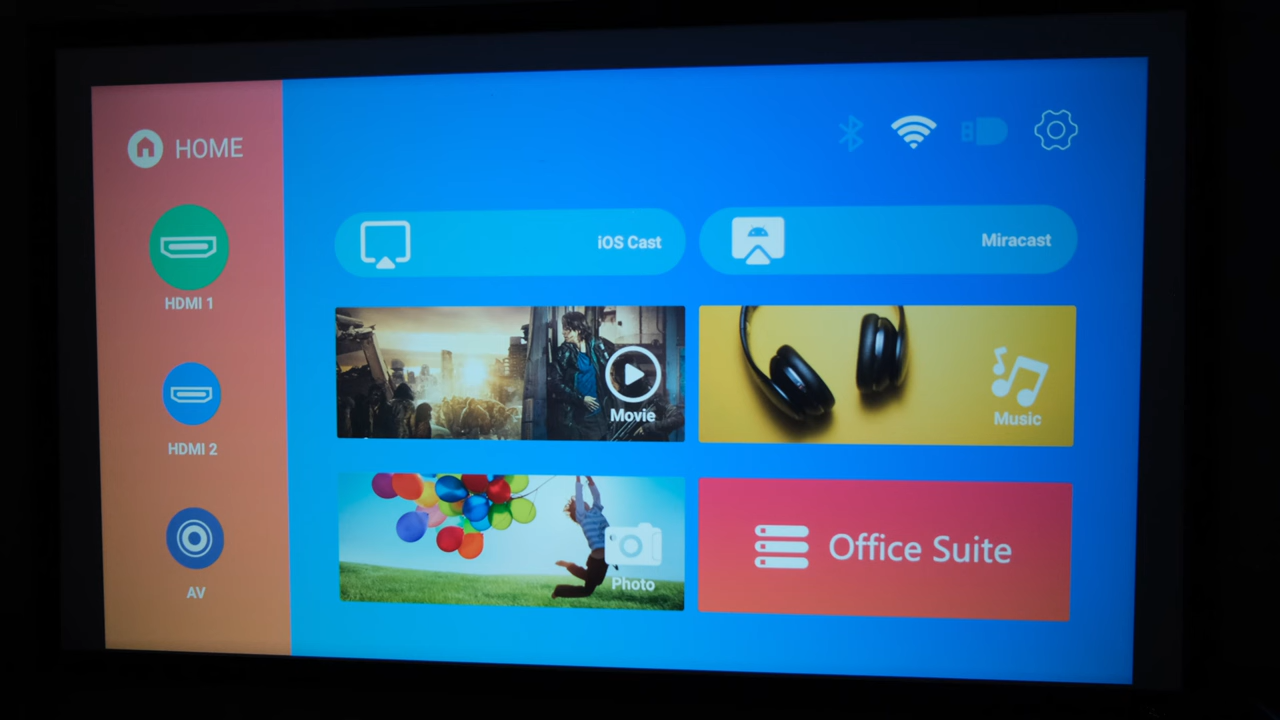 HOME
HDMI 1
HDMI 2
AV
iOS Cast
Miracast
Movie
Music
Photo
Office Suite